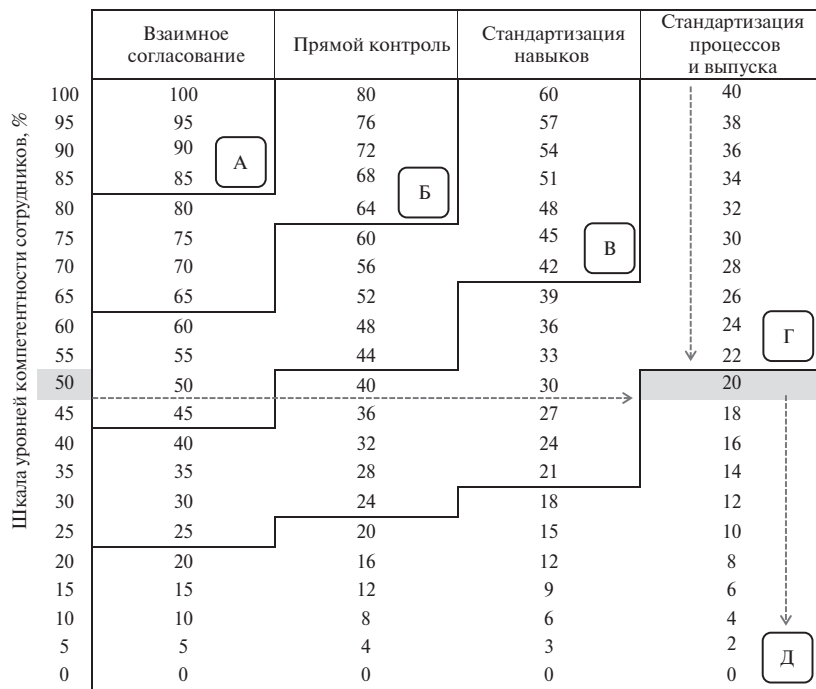 Взаимное согласование
Прямой контроль
Стандартизация навыков
Стандартизация процессов и выпуска
Шкала уровней компетентности сотрудников, %
100 100 80 60 40
95 95 76 57 38
90 90 72 54 36
А
85 85 68 51 34
Б
80 80 64 48 32
75 75 60 45 30
В
70 70 56 42 28
65 65 52 39 26
60 60 48 36 24
Г
55 55 44 33 22
50 50 40 30 20
45 45 36 27 18
40 40 32 24 16
35 35 28 21 14
30 30 24 18 12
25 25 20 15 10
20 20 16 12 8
15 15 12 9 6
10 10 8 6 4
5 5 4 3 2
Д
0 0 0 0 0